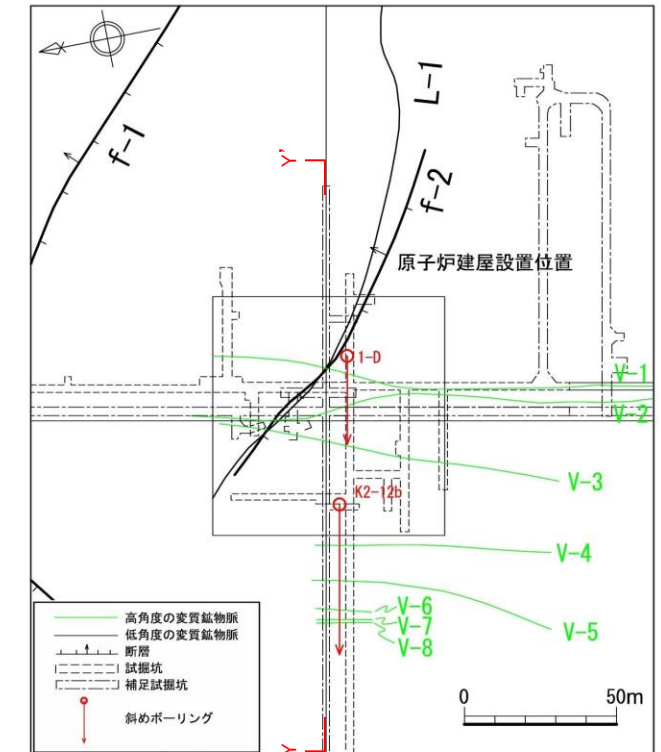 f-1
L-1
Y'
f-2
原子炉建屋設置位置
1-D
V-1
V-2
V-3
K2-12b
V-4
V-5
V-6
V-7
V-8
高角度の変質鉱物脈
低角度の変質鉱物脈
断層
試掘坑
補足試掘坑
斜めボーリング
0 50m
Y